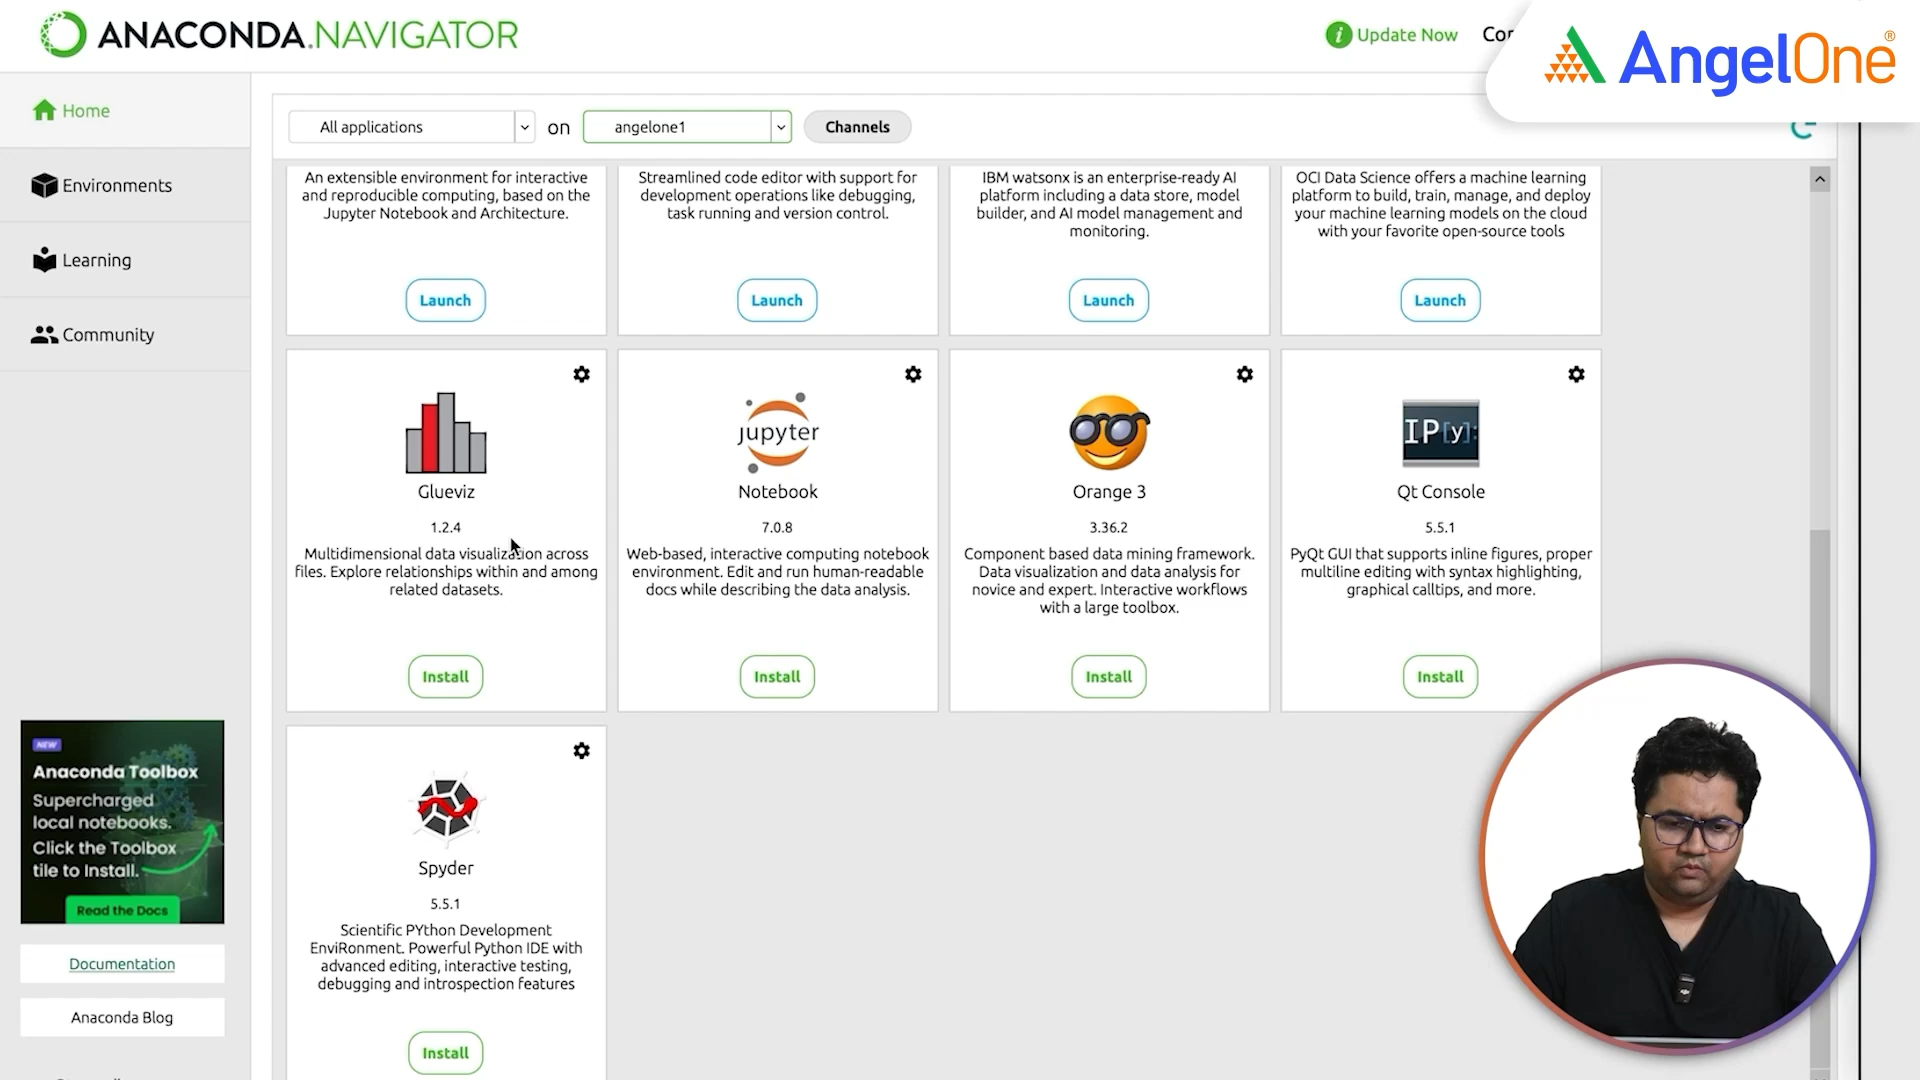 ANACONDA.NAVIGATOR
Update Now
AngelOne®
Home
Environments
Learning
Community
All applications
on
angelone1
Channels
An extensible environment for interactive
and reproducible computing, based on the
Jupyter Notebook and Architecture.
Launch
Streamlined code editor with support for
development operations like debugging,
task running and version control.
Launch
IBM watsonx is an enterprise-ready AI
platform including a data store, model
builder, and AI model management and
monitoring.
Launch
OCI Data Science offers a machine learning
platform to build, train, manage, and deploy
your machine learning models on the cloud
with your favorite open-source tools
Launch
Glueviz
1.2.4
Multidimensional data visualization across
files. Explore relationships within and among
related datasets.
Install
jupyter
Notebook
7.0.8
Web-based, interactive computing notebook
environment. Edit and run human-readable
docs while describing the data analysis.
Install
Orange 3
3.36.2
Component based data mining framework.
Data visualization and data analysis for
novice and expert. Interactive workflows
with a large toolbox.
Install
IP[y]:
Qt Console
5.5.1
PyQt GUI that supports inline figures, proper
multiline editing with syntax highlighting,
graphical calltips, and more.
Install
Spyder
5.5.1
Scientific PYthon Development
EnviRonment. Powerful Python IDE with
advanced editing, interactive testing,
debugging and introspection features
Install
NEW
Anaconda Toolbox
Supercharged
local notebooks.
Click the Toolbox
tile to Install.
Read the Docs
Documentation
Anaconda Blog